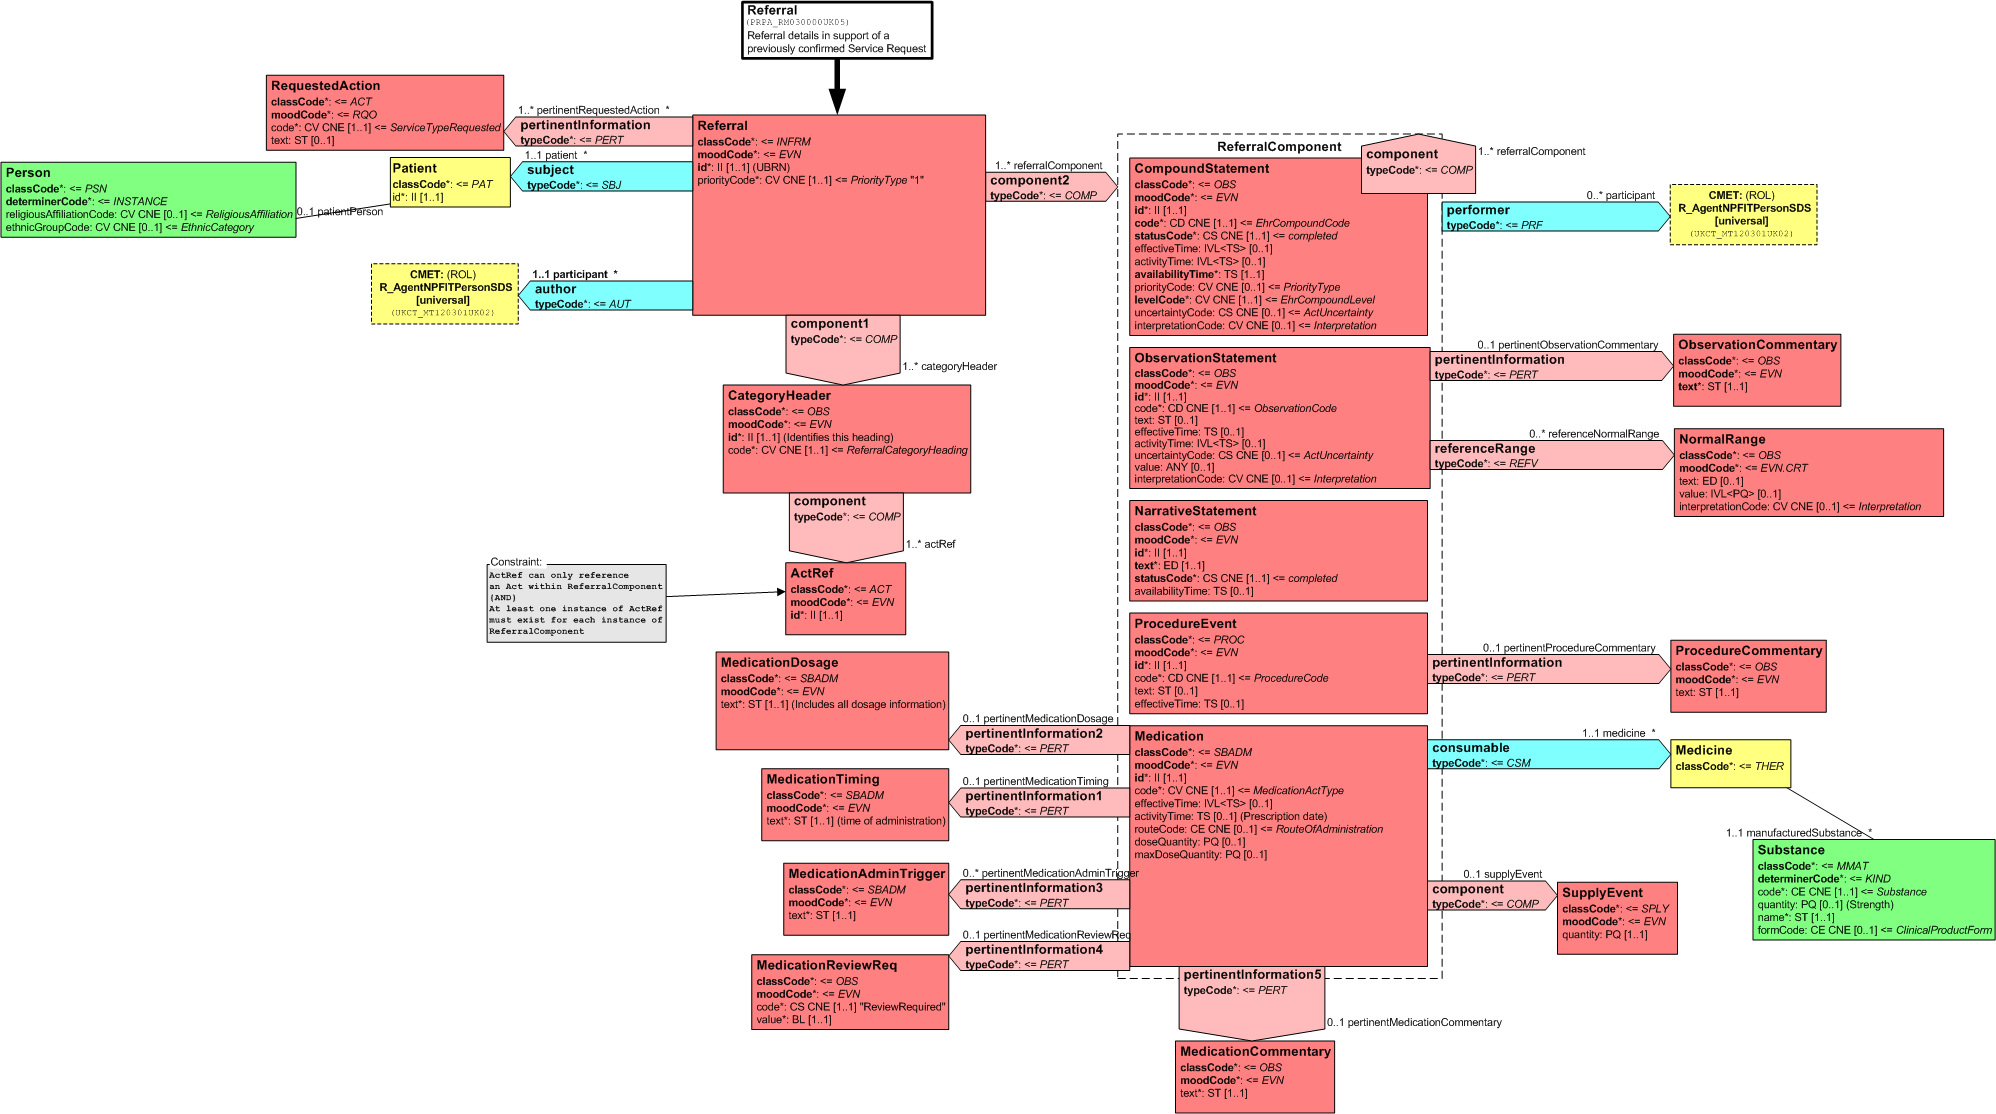 Referral
(PRPA_RM030000UK05)
Referral details in support of a
previously confirmed Service Request
RequestedAction
classCode*: <= ACT
moodCode*: <= RQO
code*: CV CNE [1..1] <= ServiceTypeRequested
text: ST [0..1]
1..* pertinentRequestedAction *
pertinentInformation
typeCode*: <= PERT
Referral
classCode*: <= INFRM
moodCode*: <= EVN
id*: II [1..1] (UBRN)
priorityCode*: CV CNE [1..1] <= PriorityType "1"
1..1 patient *
subject
typeCode*: <= SBJ
Patient
classCode*: <= PAT
id*: II [1..1]
Person
classCode*: <= PSN
determinerCode*: <= INSTANCE
religiousAffiliationCode: CV CNE [0..1] <= ReligiousAffiliation
ethnicGroupCode: CV CNE [0..1] <= EthnicCategory
0..1 patientPerson
CMET: (ROL)
R_AgentNPFITPersonSDS
[universal]
(UKCT_MT120301UK02)
1..1 participant *
author
typeCode*: <= AUT
1..* referralComponent
component2
typeCode*: <= COMP
ReferralComponent
component
typeCode*: <= COMP
1..* referralComponent
CompoundStatement
classCode*: <= OBS
moodCode*: <= EVN
id*: II [1..1]
code*: CD CNE [1..1] <= EhrCompoundCode
statusCode*: CS CNE [1..1] <= completed
effectiveTime: IVL<TS> [0..1]
activityTime: IVL<TS> [0..1]
availabilityTime*: TS [1..1]
priorityCode: CV CNE [0..1] <= PriorityType
levelCode*: CV CNE [1..1] <= EhrCompoundLevel
uncertaintyCode: CS CNE [0..1] <= ActUncertainty
interpretationCode: CV CNE [0..1] <= Interpretation
0..* participant
performer
typeCode*: <= PRF
CMET: (ROL)
R_AgentNPFITPersonSDS
[universal]
(UKCT_MT120301UK02)
component1
typeCode*: <= COMP
1..* categoryHeader
CategoryHeader
classCode*: <= OBS
moodCode*: <= EVN
id*: II [1..1] (Identifies this heading)
code*: CV CNE [1..1] <= ReferralCategoryHeading
component
typeCode*: <= COMP
1..* actRef
Constraint:
ActRef can only reference
an Act within ReferralComponent
(AND)
At least one instance of ActRef
must exist for each instance of
ReferralComponent
ActRef
classCode*: <= ACT
moodCode*: <= EVN
id*: II [1..1]
ObservationStatement
classCode*: <= OBS
moodCode*: <= EVN
id*: II [1..1]
code*: CD CNE [1..1] <= ObservationCode
text: ST [0..1]
effectiveTime: TS [0..1]
activityTime: IVL<TS> [0..1]
uncertaintyCode: CS CNE [0..1] <= ActUncertainty
value: ANY [0..1]
interpretationCode: CV CNE [0..1] <= Interpretation
0..1 pertinentObservationCommentary
pertinentInformation
typeCode*: <= PERT
ObservationCommentary
classCode*: <= OBS
moodCode*: <= EVN
text*: ST [1..1]
0..* referenceNormalRange
referenceRange
typeCode*: <= REFV
NormalRange
classCode*: <= OBS
moodCode*: <= EVN.CRT
text: ED [0..1]
value: IVL<PQ> [0..1]
interpretationCode: CV CNE [0..1] <= Interpretation
NarrativeStatement
classCode*: <= OBS
moodCode*: <= EVN
id*: II [1..1]
text*: ED [1..1]
statusCode*: CS CNE [1..1] <= completed
availabilityTime: TS [0..1]
ProcedureEvent
classCode*: <= PROC
moodCode*: <= EVN
id*: II [1..1]
code*: CD CNE [1..1] <= ProcedureCode
text: ST [0..1]
effectiveTime: TS [0..1]
0..1 pertinentProcedureCommentary
pertinentInformation
typeCode*: <= PERT
ProcedureCommentary
classCode*: <= OBS
moodCode*: <= EVN
text: ST [1..1]
MedicationDosage
classCode*: <= SBADM
moodCode*: <= EVN
text*: ST [1..1] (Includes all dosage information)
0..1 pertinentMedicationDosage
pertinentInformation2
typeCode*: <= PERT
Medication
classCode*: <= SBADM
moodCode*: <= EVN
id*: II [1..1]
code*: CV CNE [1..1] <= MedicationActType
effectiveTime: IVL<TS> [0..1]
activityTime: TS [0..1] (Prescription date)
routeCode: CE CNE [0..1] <= RouteOfAdministration
doseQuantity: PQ [0..1]
maxDoseQuantity: PQ [0..1]
1..1 medicine *
consumable
typeCode*: <= CSM
Medicine
classCode*: <= THER
MedicationTiming
classCode*: <= SBADM
moodCode*: <= EVN
text*: ST [1..1] (time of administration)
0..1 pertinentMedicationTiming
pertinentInformation1
typeCode*: <= PERT
1..1 manufacturedSubstance *
Substance
classCode*: <= MMAT
determinerCode*: <= KIND
code*: CE CNE [1..1] <= Substance
quantity: PQ [0..1] (Strength)
name*: ST [1..1]
formCode: CE CNE [0..1] <= ClinicalProductForm
MedicationAdminTrigger
classCode*: <= SBADM
moodCode*: <= EVN
text*: ST [1..1]
0..* pertinentMedicationAdminTrigger
pertinentInformation3
typeCode*: <= PERT
0..1 supplyEvent
component
typeCode*: <= COMP
SupplyEvent
classCode*: <= SPLY
moodCode*: <= EVN
quantity: PQ [1..1]
0..1 pertinentMedicationReviewReq
pertinentInformation4
typeCode*: <= PERT
MedicationReviewReq
classCode*: <= OBS
moodCode*: <= EVN
code*: CS CNE [1..1] "ReviewRequired"
value*: BL [1..1]
pertinentInformation5
typeCode*: <= PERT
0..1 pertinentMedicationCommentary
MedicationCommentary
classCode*: <= OBS
moodCode*: <= EVN
text*: ST [1..1]